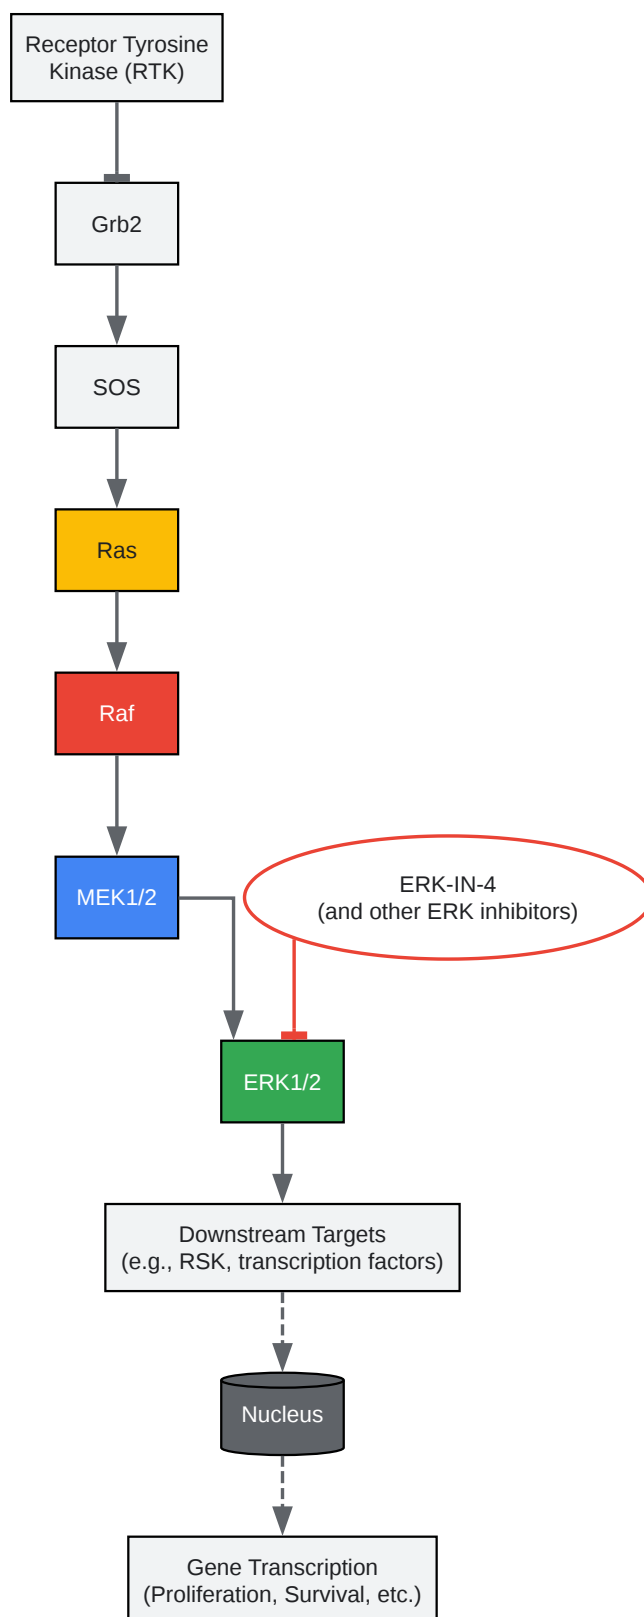 Receptor Tyrosine
Kinase (RTK)
Grb2
SOS
Ras
Raf
MEK1/2
ERK-IN-4
(and other ERK inhibitors)
ERK1/2
Downstream Targets
(e.g., RSK, transcription factors)
Nucleus
Gene Transcription
(Proliferation, Survival, etc.)